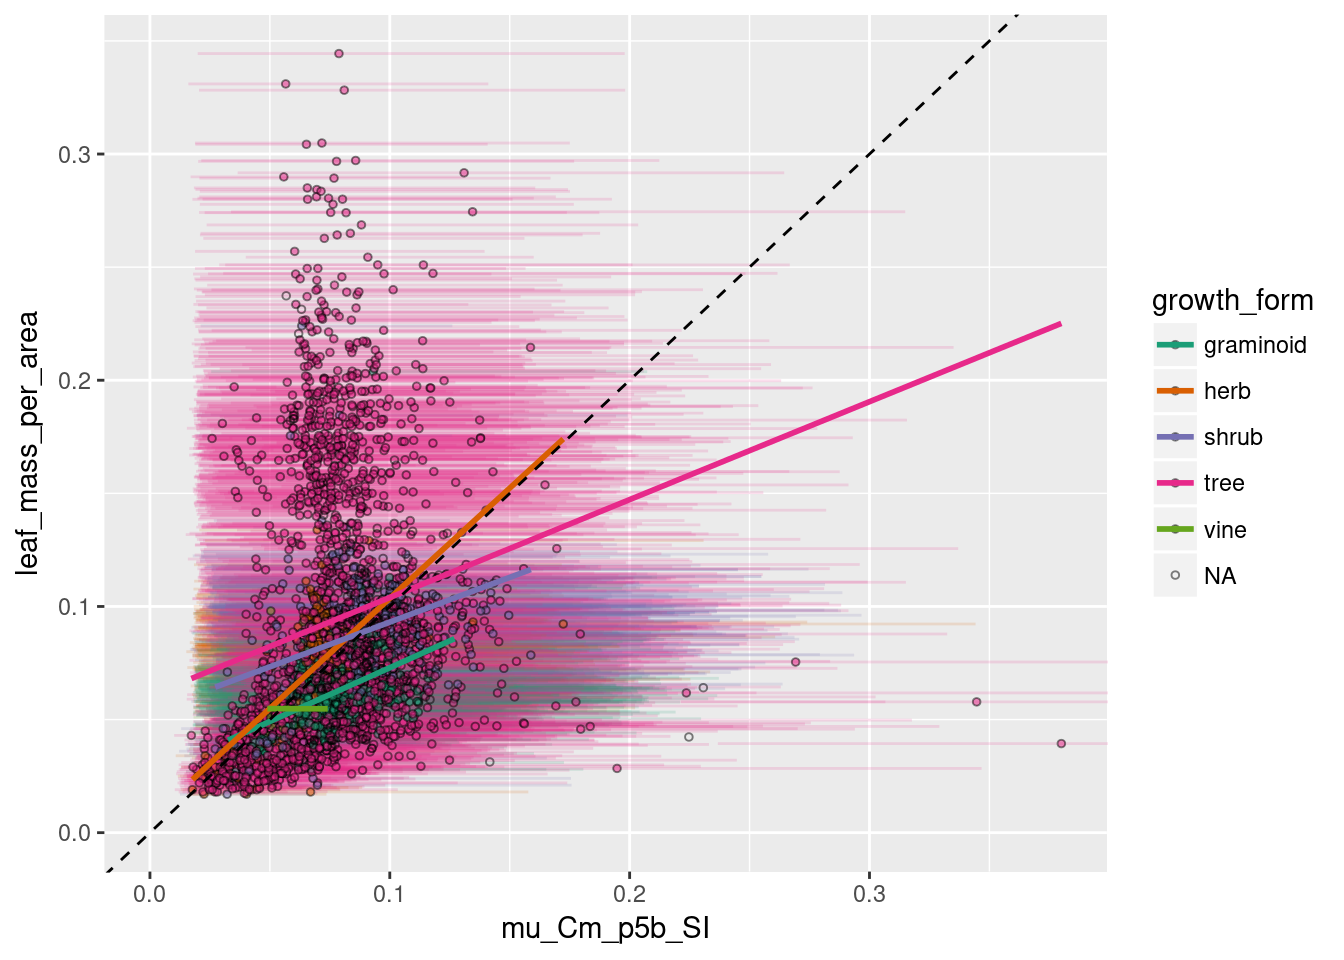 leaf_mass_per_area
0.3
0.2
0.1
0.0
0.0
0.1
0.2
0.3
mu_Cm_p5b_SI
growth_form
graminoid
herb
shrub
tree
vine
NA